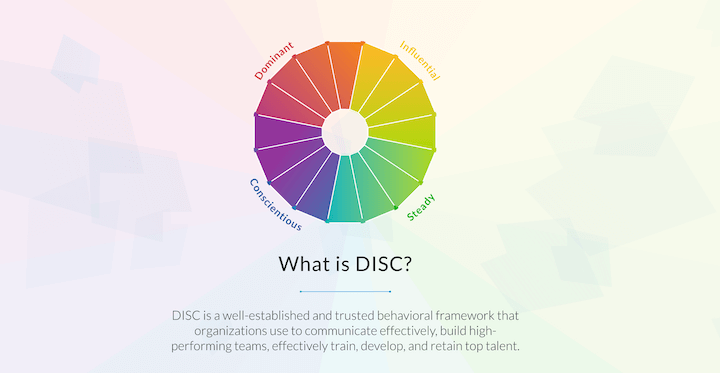 Dominant
Influential
Conscientious
Steady
What is DISC?
DISC is a well-established and trusted behavioral framework that
organizations use to communicate effectively, build high-
performing teams, effectively train, develop, and retain top talent.